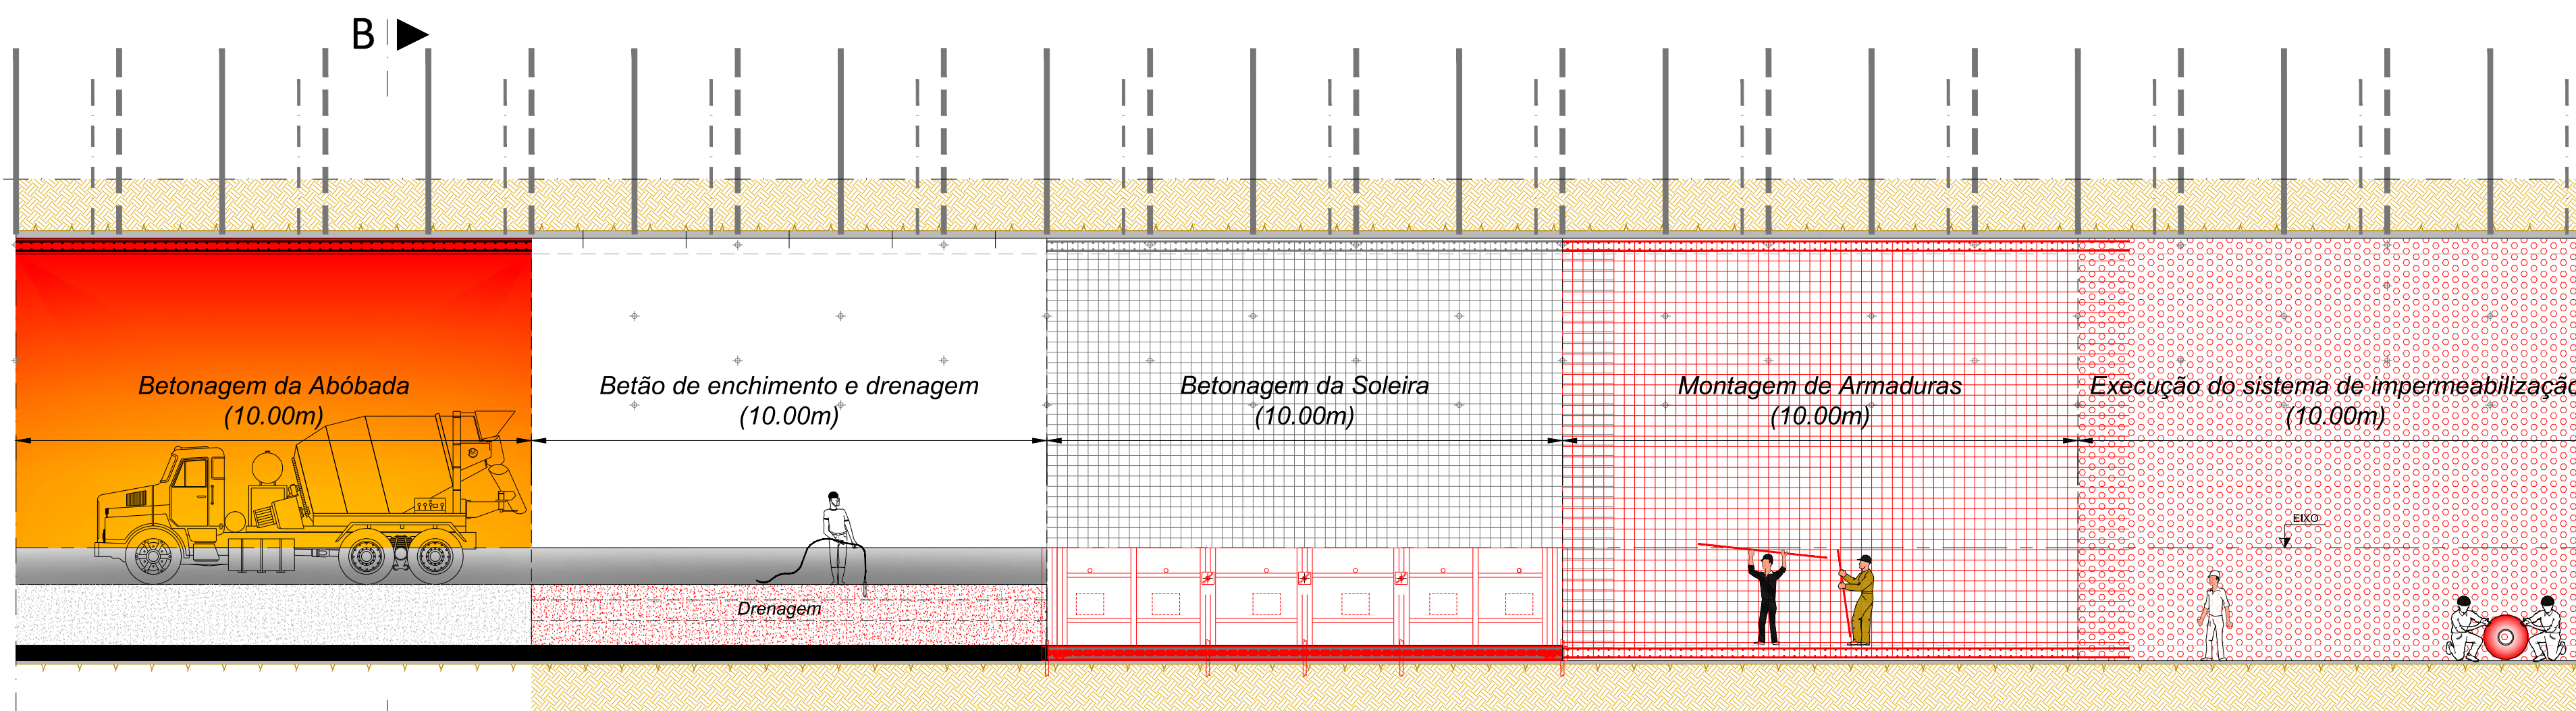 B
Betonagem da Abóbada
(10.00m)
Betão de enchimento e drenagem
(10.00m)
Betonagem da Soleira
(10.00m)
Montagem de Armaduras
(10.00m)
Execução do sistema de impermeabilização
(10.00m)
EIXO
Drenagem